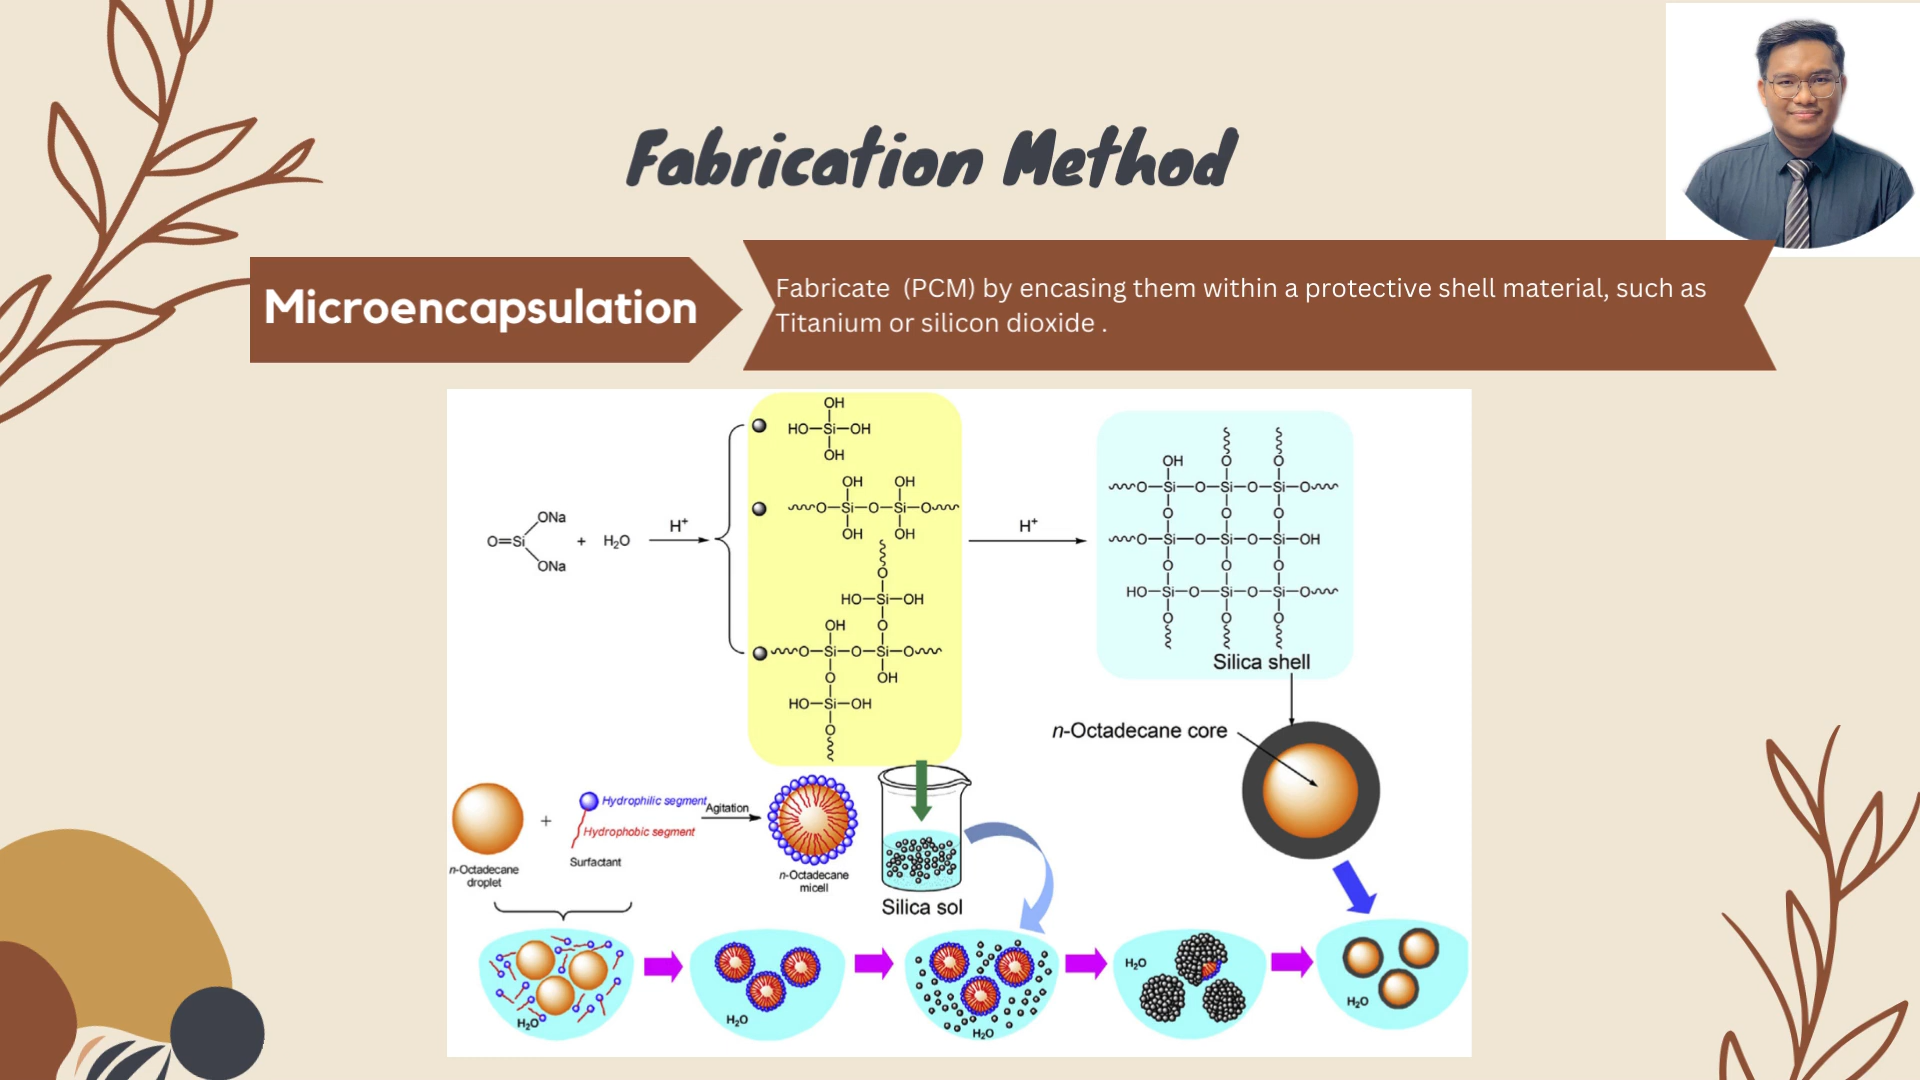 Fabrication Method
Microencapsulation
Fabricate (PCM) by encasing them within a protective shell material, such as
Titanium or silicon dioxide .
OH
HO—Si—OH
OH
OH OH
O—Si—O—Si—O
OH OH
O=Si
ONa
ONa
+ H₂O
H⁺
O
HO—Si—OH
O
OH
O—Si—O—Si—O
O OH
HO—Si—OH
O
H⁺
OH O O
O—Si—O—Si—O—Si—O
O O O
O—Si—O—Si—O—Si—OH
O O O
HO—Si—O—Si—O—Si—O
O O O
Silica shell
n-Octadecane core
n-Octadecane
droplet
+
Hydrophilic segment
Hydrophobic segment
Surfactant
Agitation
n-Octadecane
micell
Silica sol
H₂O
H₂O
H₂O
H₂O
H₂O